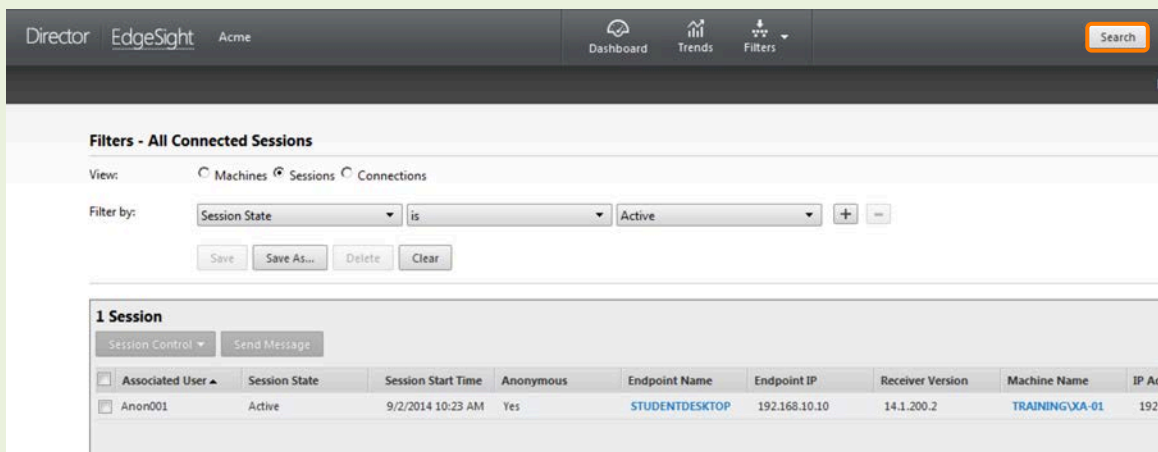 Director EdgeSight Acme Dashboard Trends Filters Search
Filters - All Connected Sessions
View: Machines Sessions Connections
Filter by: Session State is Active + -
Save Save As... Delete Clear
1 Session
Session Control Send Message
Associated User Session State Session Start Time Anonymous Endpoint Name Endpoint IP Receiver Version Machine Name IP Ad
Anon001 Active 9/2/2014 10:23 AM Yes STUDENTDESKTOP 192.168.10.10 14.1.200.2 TRAINING\XA-01 192